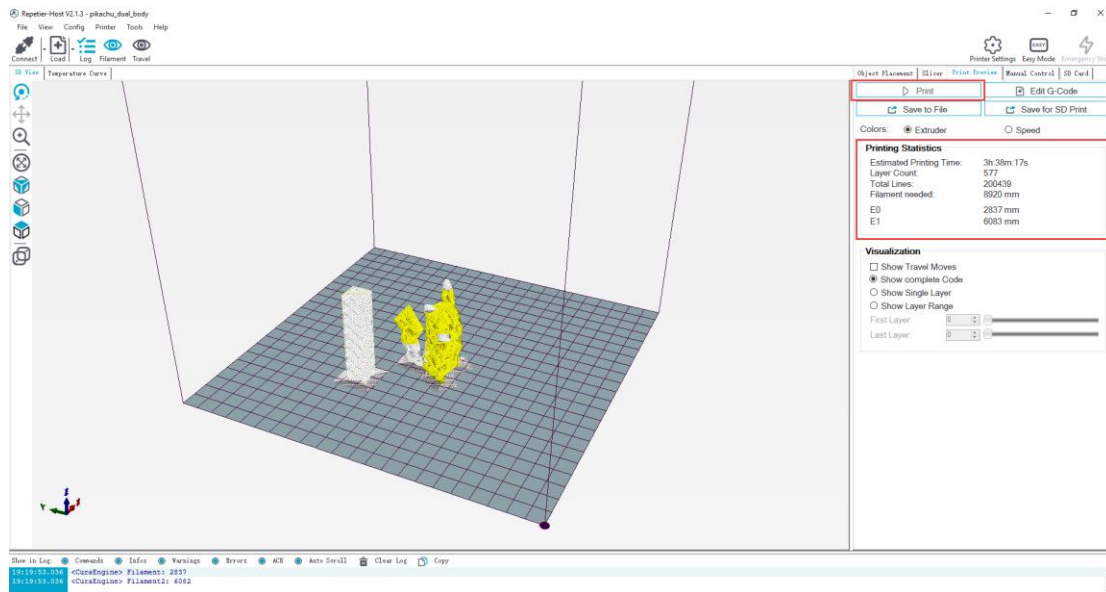 Repetier-Host V2.1.3 - pikachu_dual_body
File View Config Printer Tools Help
Connect Load Log Filament Travel
Printer Settings Easy Mode Emergency
EASY
3D View Temperature Curve
Object Placement Slicer Print Preview Manual Control SD Card
Print Edit G-Code
Save to File Save for SD Print
Colors: Extruder Speed
Printing Statistics
Estimated Printing Time: 3h:38m:17s
Layer Count: 577
Total Lines: 200439
Filament needed: 8920 mm
E0 2837 mm
E1 6083 mm
Visualization
Show Travel Moves
Show complete Code
Show Single Layer
Show Layer Range
First Layer: 0
Last Layer: 0
Z
Y
Show in Log: Commands Infos Warnings Errors ACK Auto Scroll Clear Log Copy
19:19:53.036 <CuraEngine> Filament: 2837
19:19:53.036 <CuraEngine> Filament2: 6082